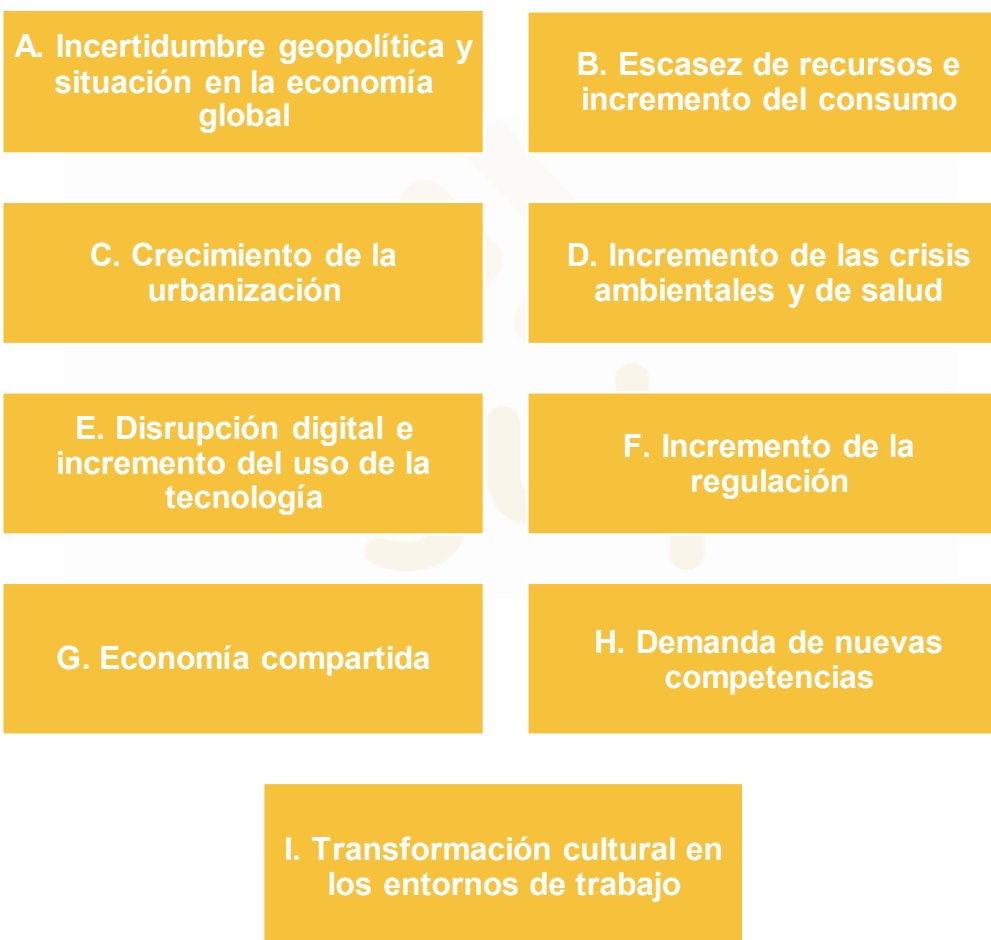 A. Incertidumbre geopolítica y
situación en la economía
global
B. Escasez de recursos e
incremento del consumo
C. Crecimiento de la
urbanización
D. Incremento de las crisis
ambientales y de salud
E. Disrupción digital e
incremento del uso de la
tecnología
F. Incremento de la
regulación
G. Economía compartida
H. Demanda de nuevas
competencias
I. Transformación cultural en
los entornos de trabajo